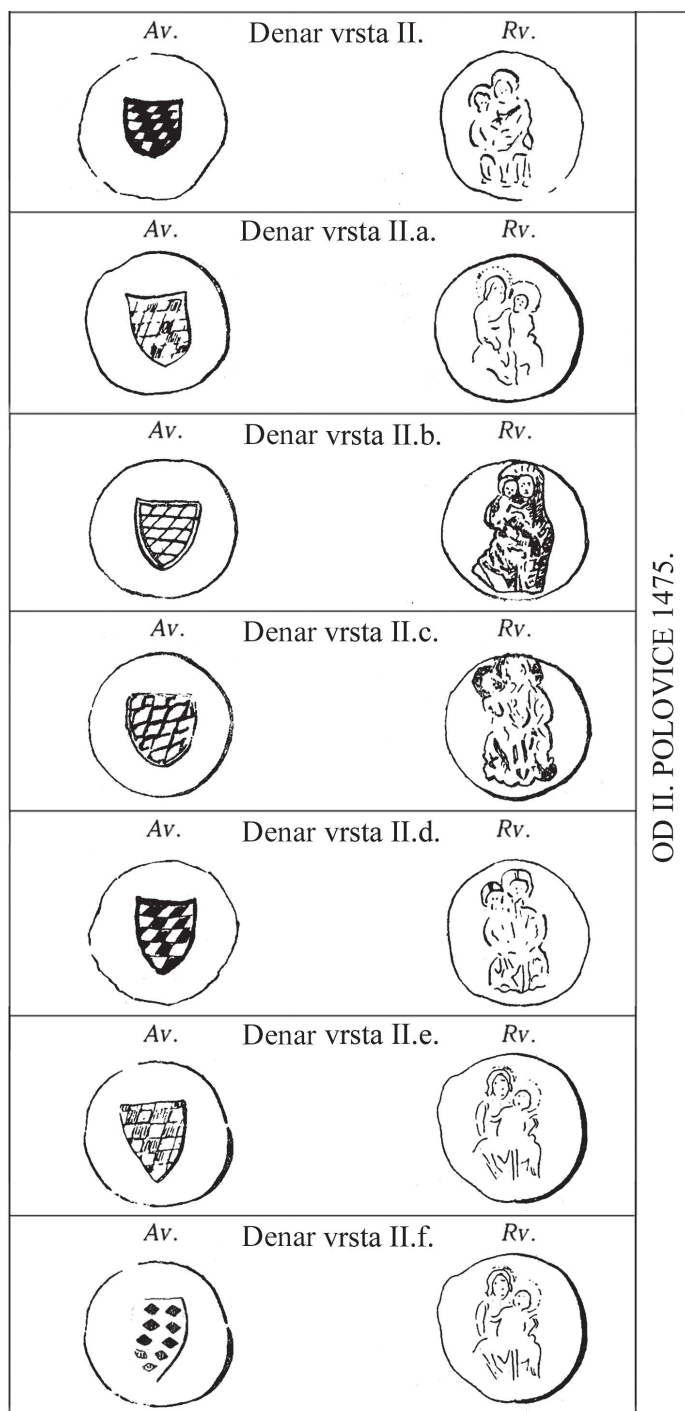 Av. Denar vrsta II. Rv.
Av. Denar vrsta II.a. Rv.
Av. Denar vrsta II.b. Rv.
Av. Denar vrsta II.c. Rv.
Av. Denar vrsta II.d. Rv.
Av. Denar vrsta II.e. Rv.
Av. Denar vrsta II.f. Rv.
OD II. POLOVICE 1475.